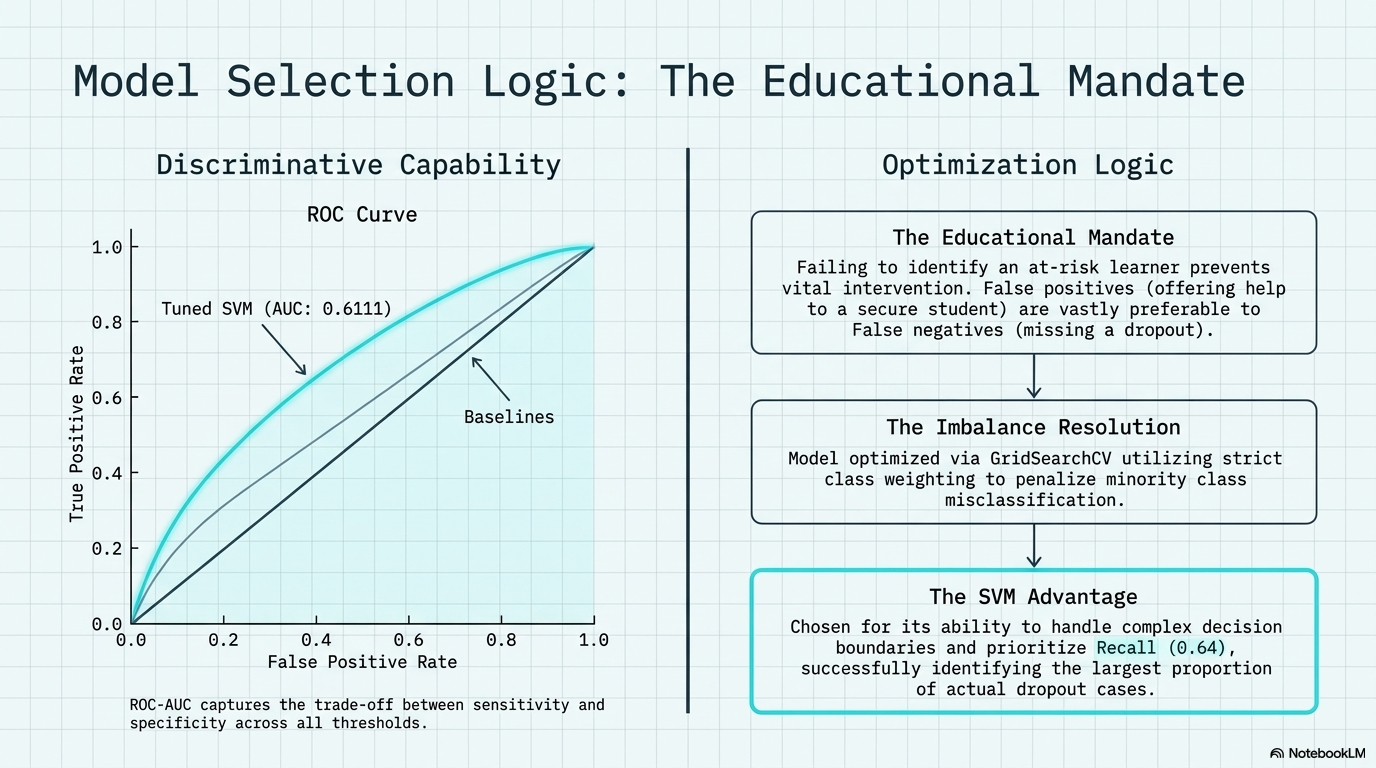 Model Selection Logic: The Educational Mandate
Discriminative Capability
ROC Curve
1.0
0.8
0.6
0.4
0.2
0.0
True Positive Rate
Tuned SVM (AUC: 0.6111)
Baselines
0.0
0.2
0.4
0.6
0.8
1.0
False Positive Rate
ROC-AUC captures the trade-off between sensitivity and
specificity across all thresholds.
Optimization Logic
The Educational Mandate
Failing to identify an at-risk learner prevents
vital intervention. False positives (offering help
to a secure student) are vastly preferable to
False negatives (missing a dropout).
The Imbalance Resolution
Model optimized via GridSearchCV utilizing strict
class weighting to penalize minority class
misclassification.
The SVM Advantage
Chosen for its ability to handle complex decision
boundaries and prioritize Recall (0.64),
successfully identifying the largest proportion
of actual dropout cases.
NotebookLM